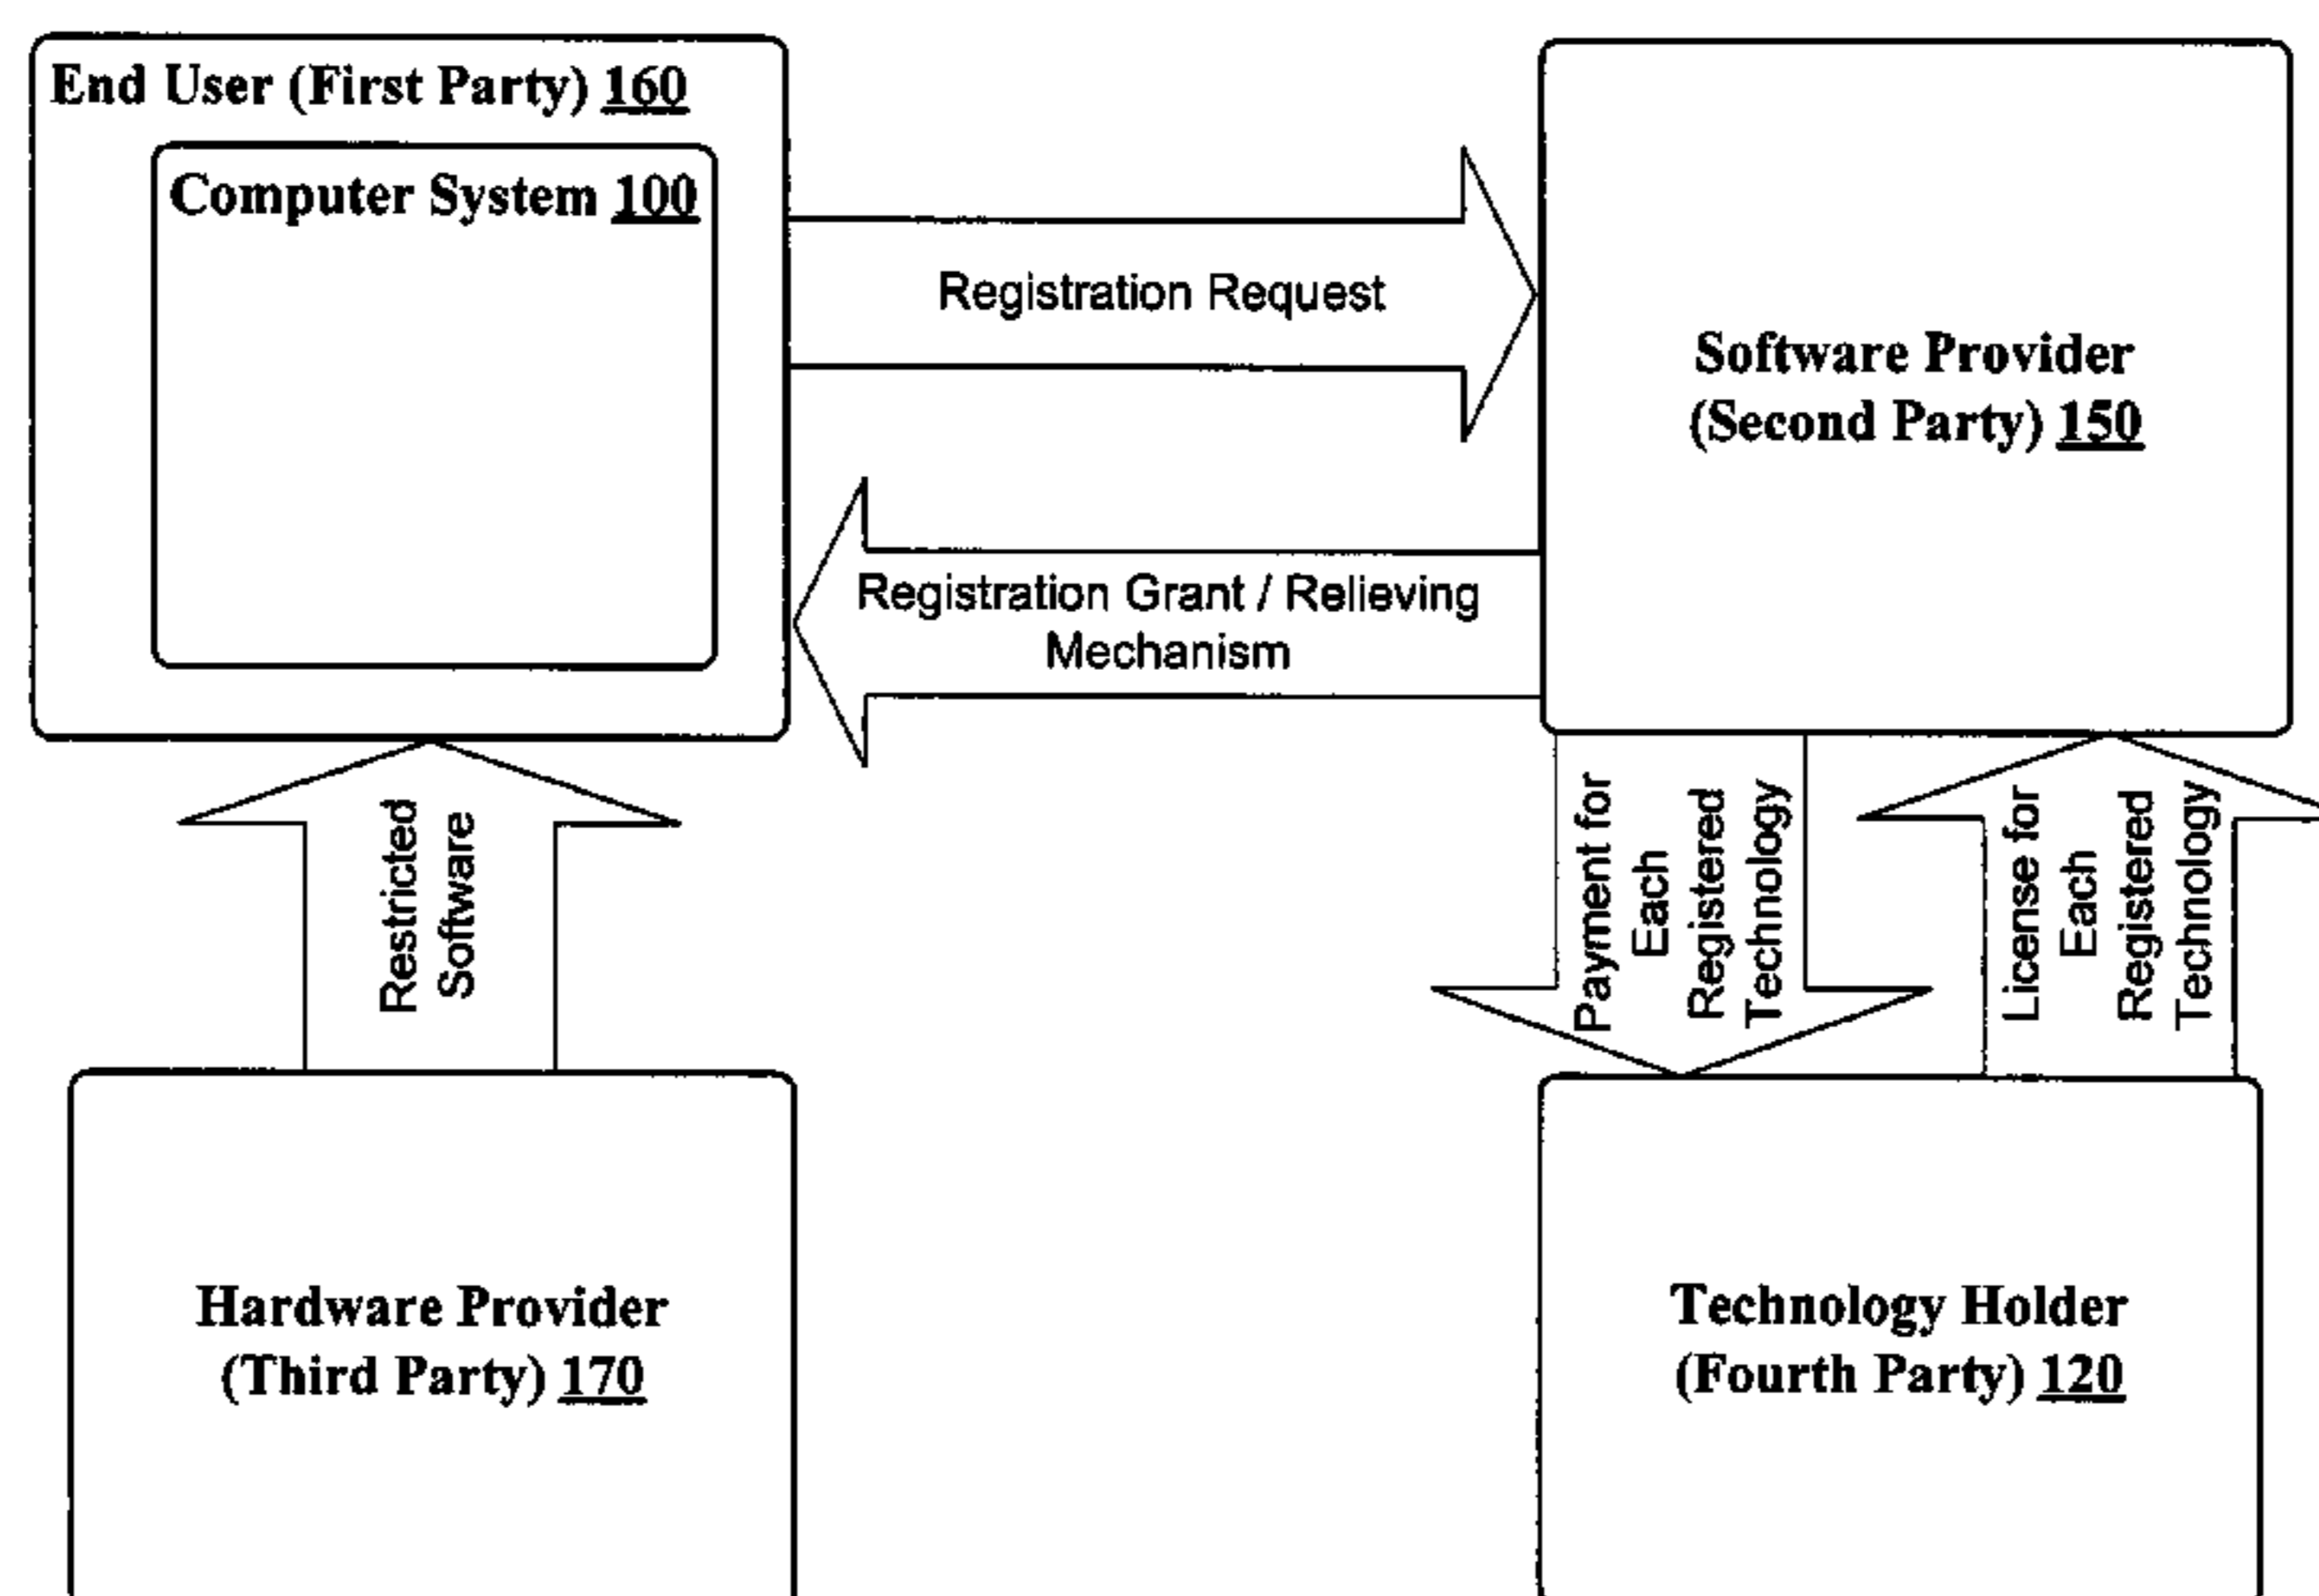 End User (First Party) 160
Computer System 100
Registration Request
Software Provider
(Second Party) 150
Registration Grant / Relieving
Mechanism
Restricted
Software
Payment for
Each
Registered
Technology
License for
Each
Registered
Technology
Hardware Provider
(Third Party) 170
Technology Holder
(Fourth Party) 120